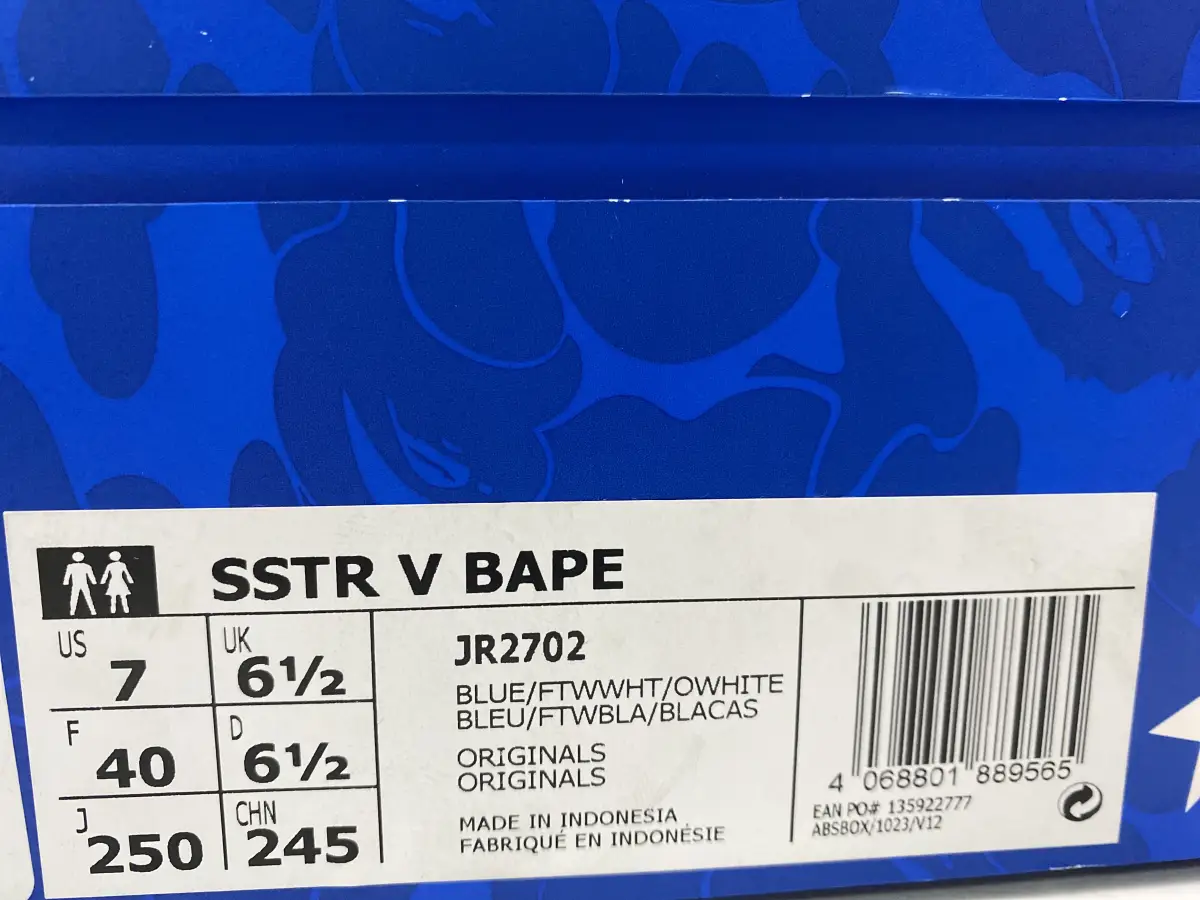 SSTR V BAPE
US 7 UK 6½
F 40 D 6½
J 250 CHN 245
JR2702
BLUE/FTWWHT/OWHITE
BLEU/FTWBLA/BLACAS
ORIGINALS
ORIGINALS
MADE IN INDONESIA
FABRIQUÉ EN INDONÉSIE
4 068801 889565
EAN PO# 135922777
ABSBOX/1023/V12